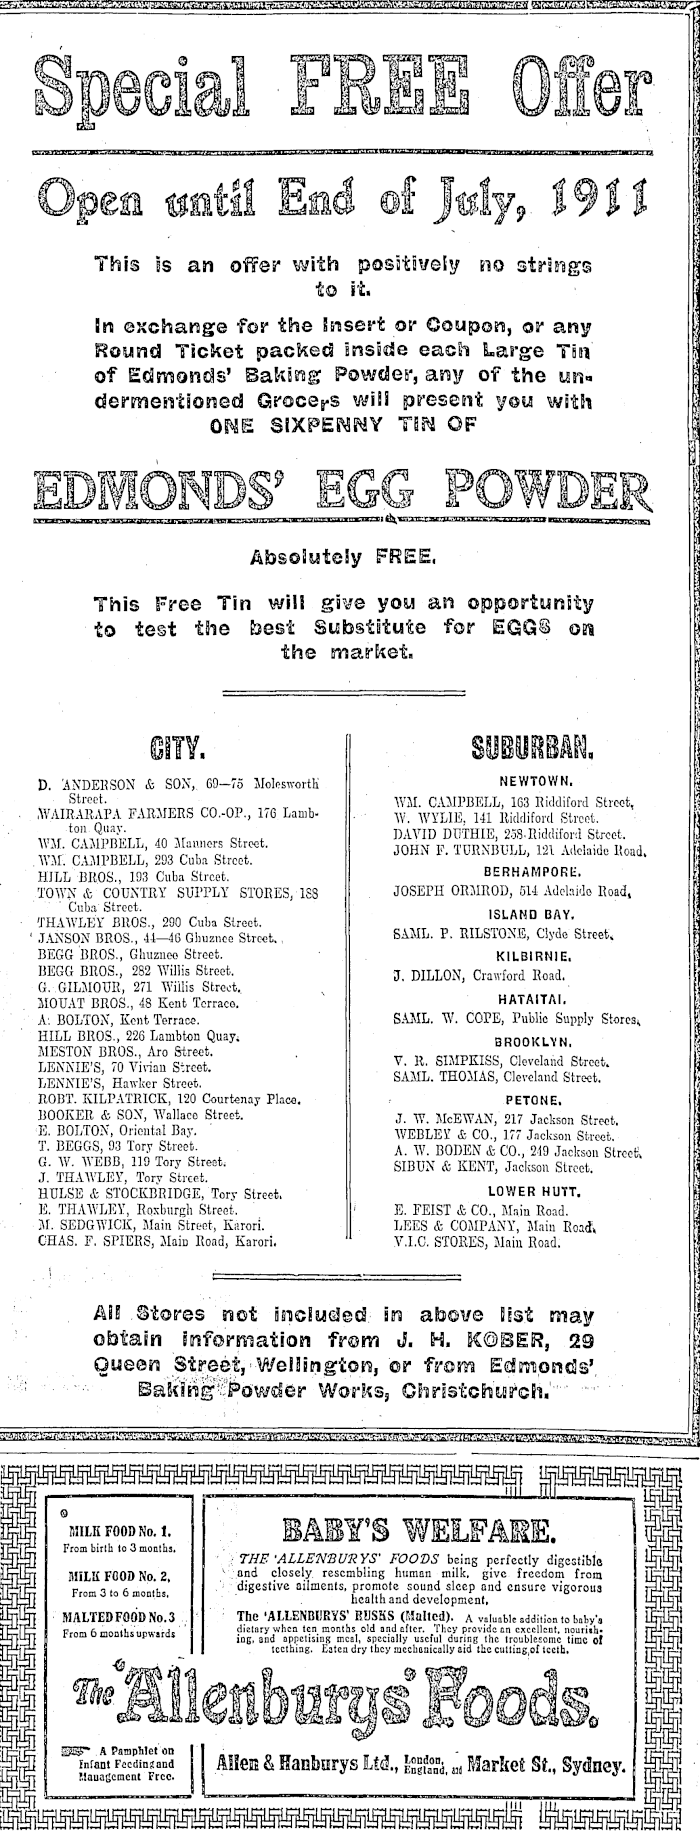 Special FREE Offer
Open until End of July, 1911
This is an offer with positively no strings
to it.
In exchange for the Insert or Coupon, or any
Round Ticket packed inside each Large Tin
of Edmonds' Baking Powder, any of the un-
dermentioned Grocers will present you with
ONE SIXPENNY TIN OF
EDMONDS' EGG POWDER
Absolutely FREE.
This Free Tin will give you an opportunity
to test the best Substitute for EGGS on
the market.
CITY.
D. ANDERSON & SON, 69—75 Molesworth
Street.
WAIRARAPA FARMERS CO.-OP., 176 Lamb-
ton Quay.
WM. CAMPBELL, 40 Manners Street.
WM. CAMPBELL, 293 Cuba Street.
HILL BROS., 193 Cuba Street.
TOWN & COUNTRY SUPPLY STORES, 188
Cuba Street.
THAWLEY BROS., 290 Cuba Street.
JANSON BROS., 44—46 Ghuznee Street.
BEGG BROS., Ghuznee Street.
BEGG BROS., 282 Willis Street.
G. GILMOUR, 271 Willis Street.
MOUAT BROS., 48 Kent Terrace.
A. BOLTON, Kent Terrace.
HILL BROS., 226 Lambton Quay.
MESTON BROS., Aro Street.
LENNIE'S, 70 Vivian Street.
LENNIE'S, Hawker Street.
ROBT. KILPATRICK, 120 Courtenay Place.
BOOKER & SON, Wallace Street.
E. BOLTON, Oriental Bay.
T. BEGGS, 93 Tory Street.
G. W. WEBB, 119 Tory Street.
J. THAWLEY, Tory Street.
HULSE & STOCKBRIDGE, Tory Street.
E. THAWLEY, Roxburgh Street.
M. SEDGWICK, Main Street, Karori.
CHAS. F. SPIERS, Main Road, Karori.
SUBURBAN.
NEWTOWN.
WM. CAMPBELL, 163 Riddiford Street.
W. WYLIE, 141 Riddiford Street.
DAVID DUTHIE, 258 Riddiford Street.
JOHN F. TURNBULL, 121 Adelaide Road.
BERHAMPORE.
JOSEPH ORMROD, 514 Adelaide Road.
ISLAND BAY.
SAML. P. RILSTONE, Clyde Street.
KILBIRNIE.
J. DILLON, Crawford Road.
HATAITAI.
SAML. W. COPE, Public Supply Stores.
BROOKLYN.
V. R. SIMPKISS, Cleveland Street.
SAML. THOMAS, Cleveland Street.
PETONE.
J. W. McEWAN, 217 Jackson Street.
WEBLEY & CO., 177 Jackson Street.
A. W. BODEN & CO., 249 Jackson Street.
SIBUN & KENT, Jackson Street.
LOWER HUTT.
E. FEIST & CO., Main Road.
LEES & COMPANY, Main Road.
V.I.C. STORES, Main Road.
All Stores not included in above list may
obtain information from J. H. KOBER, 29
Queen Street, Wellington, or from Edmonds'
Baking Powder Works, Christchurch.
MILK FOOD No. 1.
From birth to 3 months.
MILK FOOD No. 2.
From 3 to 6 months.
MALTED FOOD No. 3
From 6 months upwards
BABY'S WELFARE.
THE 'ALLENBURYS' FOODS being perfectly digestible
and closely resembling human milk, give freedom from
digestive ailments, promote sound sleep and ensure vigorous
health and development.
The 'ALLENBURYS' RUSKS (Malted). A valuable addition to baby's
dietary when ten months old and after. They provide an excellent, nourish-
ing, and appetising meal, specially useful during the troublesome time of
teething. Eaten dry they mechanically aid the cutting of teeth.
The 'Allenburys' Foods.
A Pamphlet on
Infant Feeding and
Management Free.
Allen & Hanburys Ltd., London, England, and Market St., Sydney.